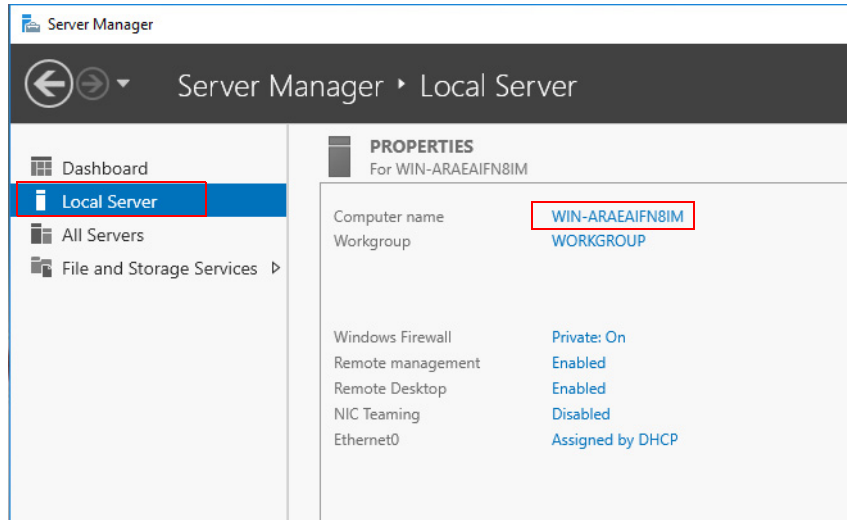 Server Manager
Server Manager ‣ Local Server
Dashboard
Local Server
All Servers
File and Storage Services
PROPERTIES
For WIN-ARAEAIFN8IM
Computer name WIN-ARAEAIFN8IM
Workgroup WORKGROUP
Windows Firewall Private: On
Remote management Enabled
Remote Desktop Enabled
NIC Teaming Disabled
Ethernet0 Assigned by DHCP